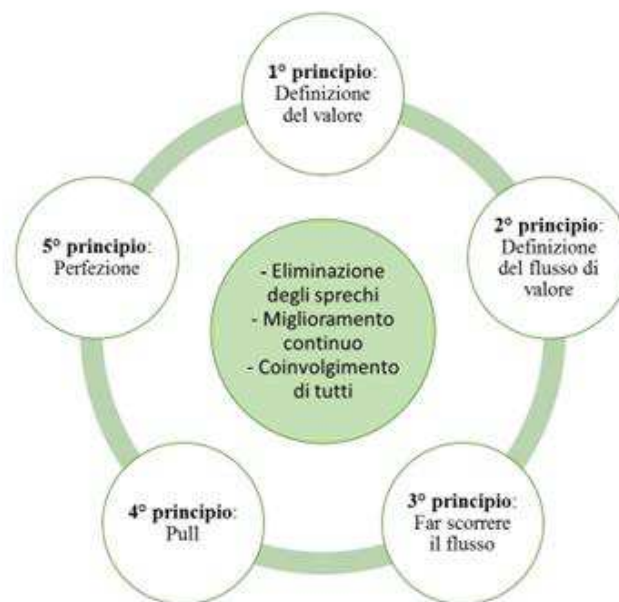 1° principio:
Definizione
del valore
2° principio:
Definizione
del flusso di
valore
3° principio:
Far scorrere
il flusso
4° principio:
Pull
5° principio:
Perfezione
- Eliminazione
degli sprechi
- Miglioramento
continuo
- Coinvolgimento
di tutti